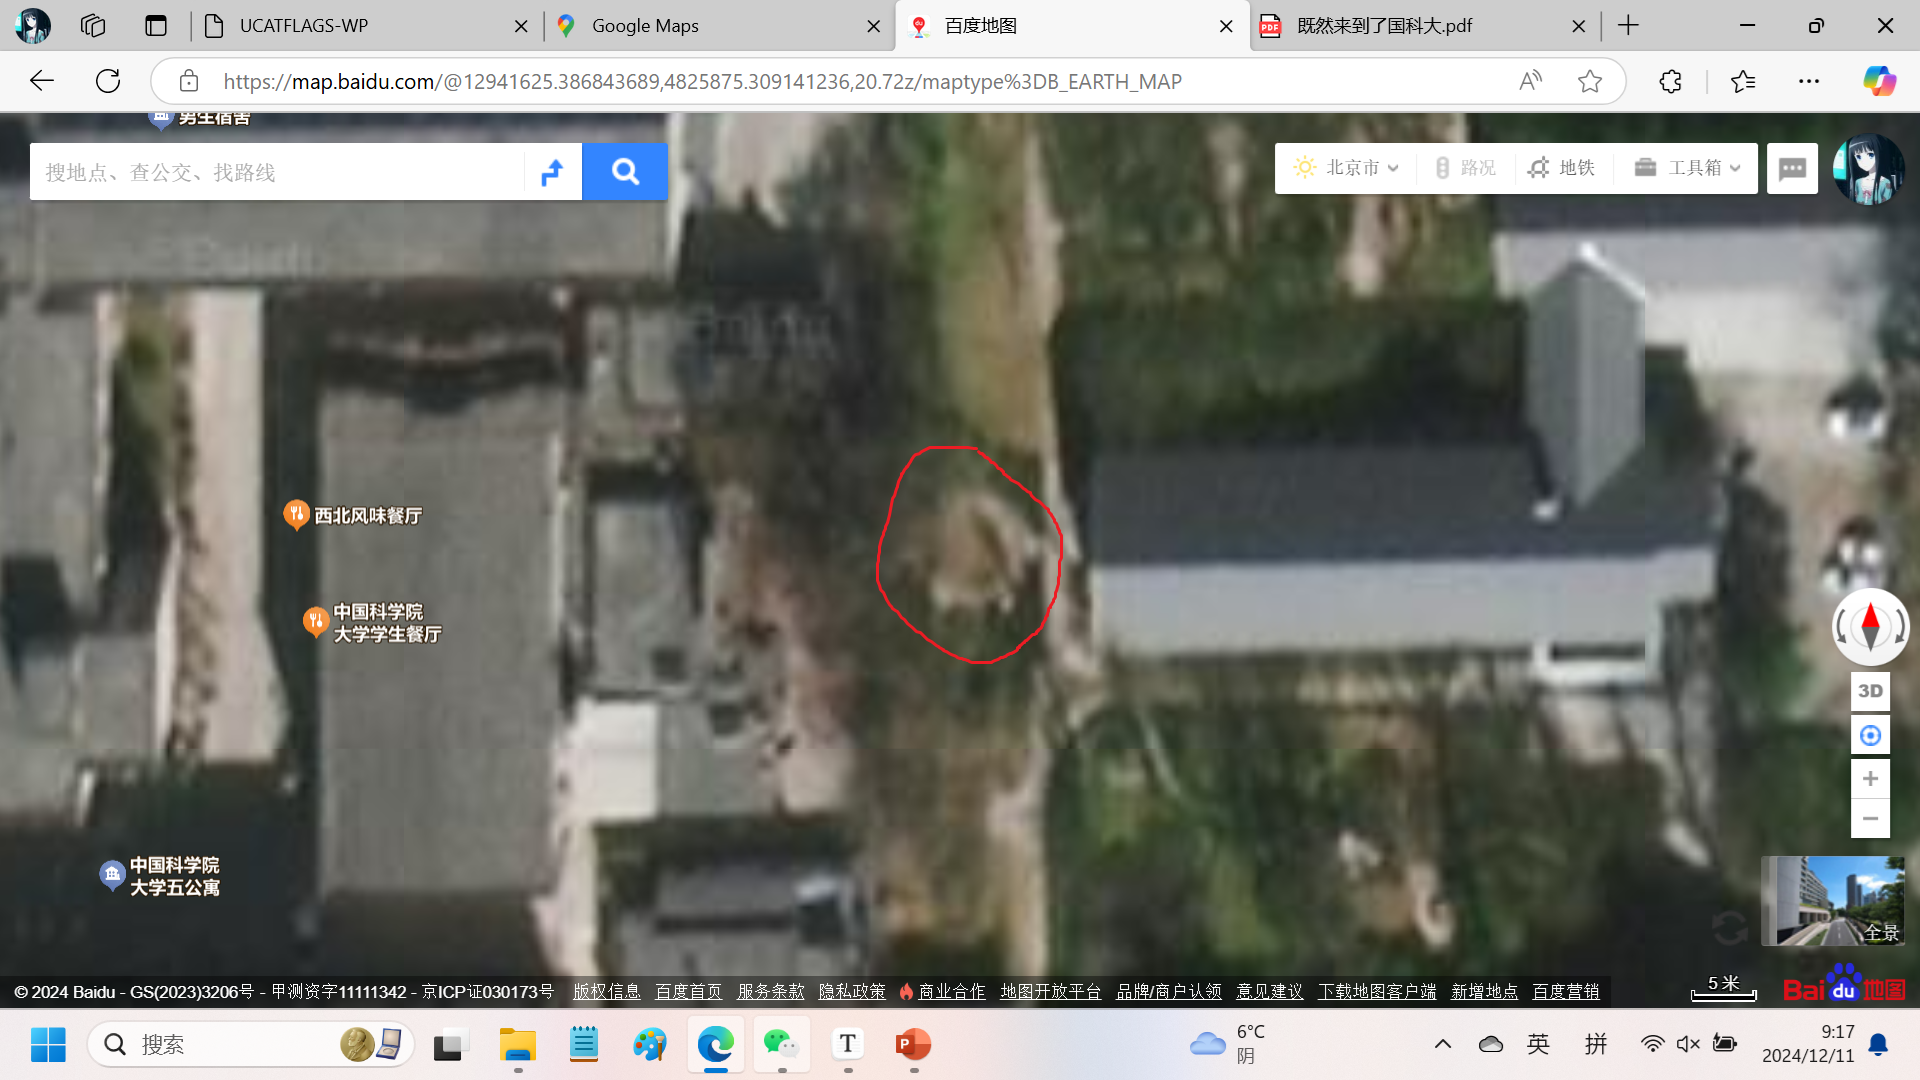 UCATFLAGS-WP
Google Maps
百度地图
既然来到了国科大.pdf
https://map.baidu.com/@12941625.386843689,4825875.309141236,20.72z/maptype%3DB_EARTH_MAP
男生宿舍
搜地点、查公交、找路线
北京市
路况
地铁
工具箱
Baidu
西北风味餐厅
中国科学院
大学学生餐厅
中国科学院
大学五公寓
3D
全景
© 2024 Baidu - GS(2023)3206号 - 甲测资字11111342 - 京ICP证030173号 版权信息 百度首页 服务条款 隐私政策 商业合作 地图开放平台 品牌/商户认领 意见建议 下载地图客户端 新增地点 百度营销
5 米
Bai du 地图
搜索
6°C
阴
英
拼
9:17
2024/12/11